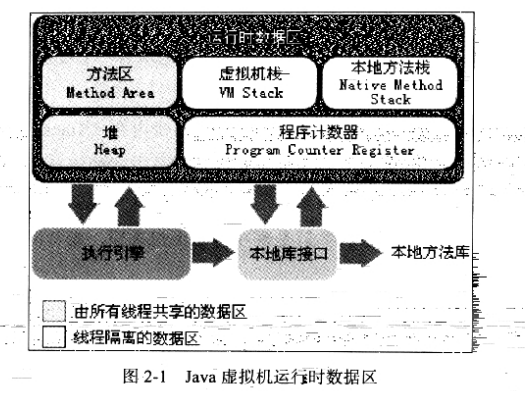 运行时数据区
方法区
Method Area
虚拟机栈
VM Stack
本地方法栈
Native Method
Stack
堆
Heap
程序计数器
Program Counter Register
执行引擎
本地库接口
本地方法库
由所有线程共享的数据区
线程隔离的数据区
图 2-1 Java 虚拟机运行时数据区